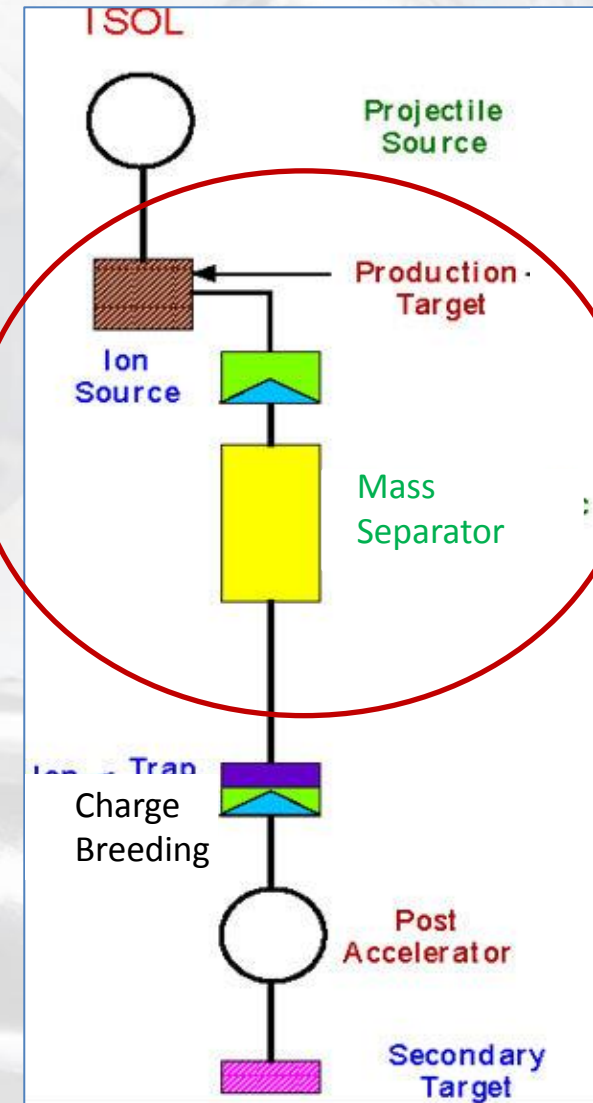 ISOL
Projectile
Source
Production
Target
Ion
Source
Mass
Separator
Trap
Charge
Breeding
Post
Accelerator
Secondary
Target